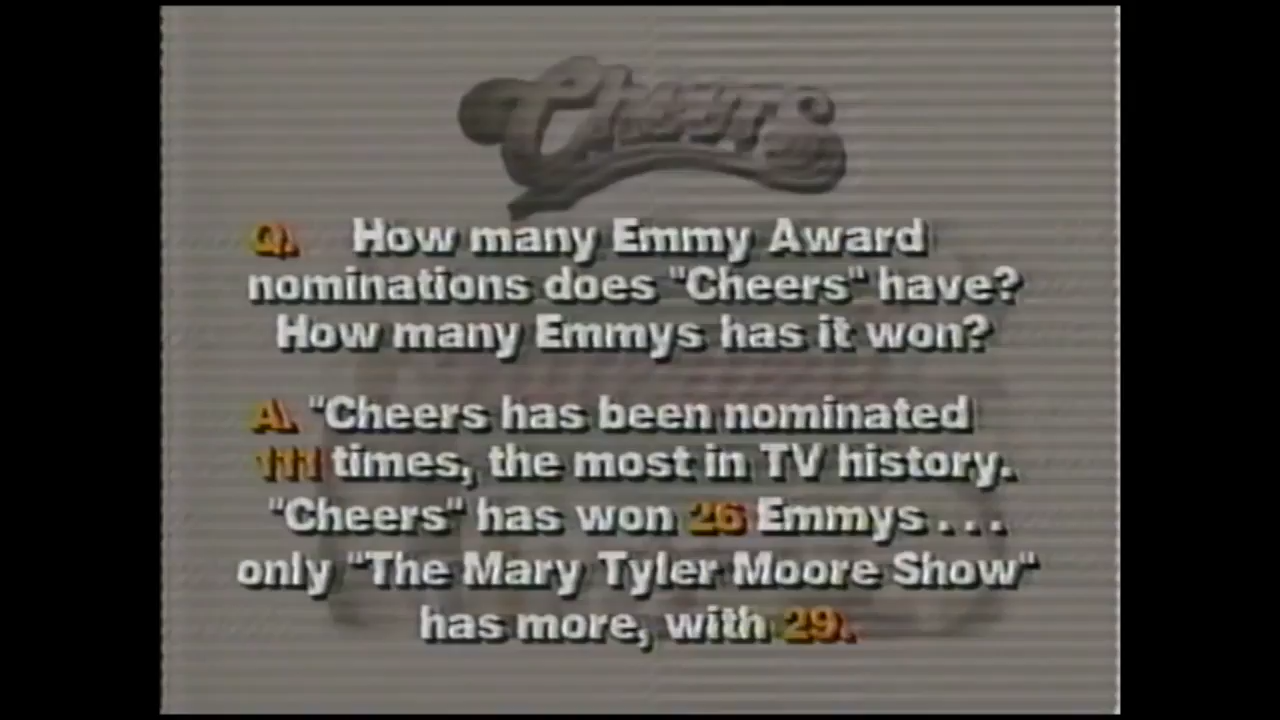 Cheers
Q. How many Emmy Award
nominations does "Cheers" have?
How many Emmys has it won?
A. "Cheers has been nominated
111 times, the most in TV history.
"Cheers" has won 26 Emmys . . .
only "The Mary Tyler Moore Show"
has more, with 29.